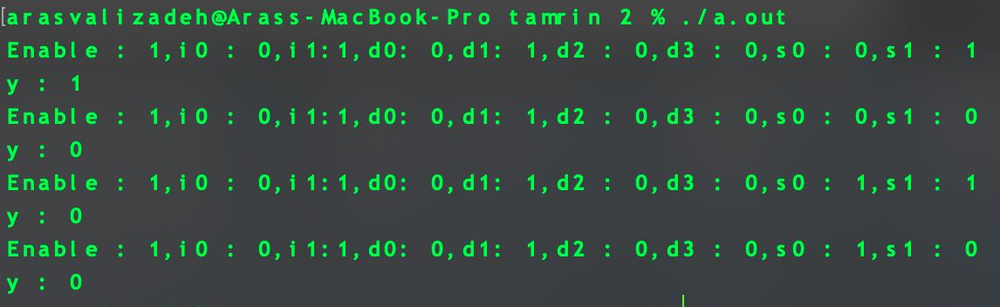 [arasvalizadeh@Arass-MacBook-Pro tamrin 2 % ./a.out
Enable : 1,i0 : 0,i1:1,d0: 0,d1: 1,d2 : 0,d3 : 0,s0 : 0,s1 : 1
y : 1
Enable : 1,i0 : 0,i1:1,d0: 0,d1: 1,d2 : 0,d3 : 0,s0 : 0,s1 : 0
y : 0
Enable : 1,i0 : 0,i1:1,d0: 0,d1: 1,d2 : 0,d3 : 0,s0 : 1,s1 : 1
y : 0
Enable : 1,i0 : 0,i1:1,d0: 0,d1: 1,d2 : 0,d3 : 0,s0 : 1,s1 : 0
y : 0